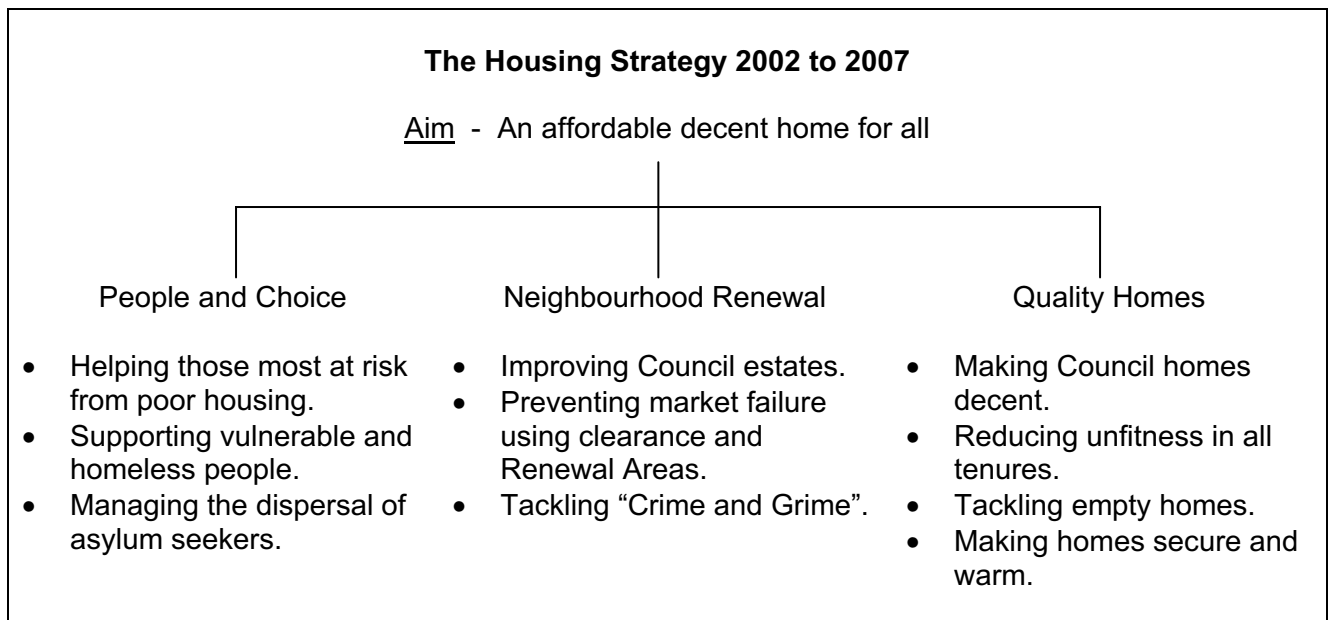 The Housing Strategy 2002 to 2007
Aim - An affordable decent home for all
People and Choice
• Helping those most at risk
from poor housing.
• Supporting vulnerable and
homeless people.
• Managing the dispersal of
asylum seekers.
Neighbourhood Renewal
• Improving Council estates.
• Preventing market failure
using clearance and
Renewal Areas.
• Tackling “Crime and Grime”.
Quality Homes
• Making Council homes
decent.
• Reducing unfitness in all
tenures.
• Tackling empty homes.
• Making homes secure and
warm.